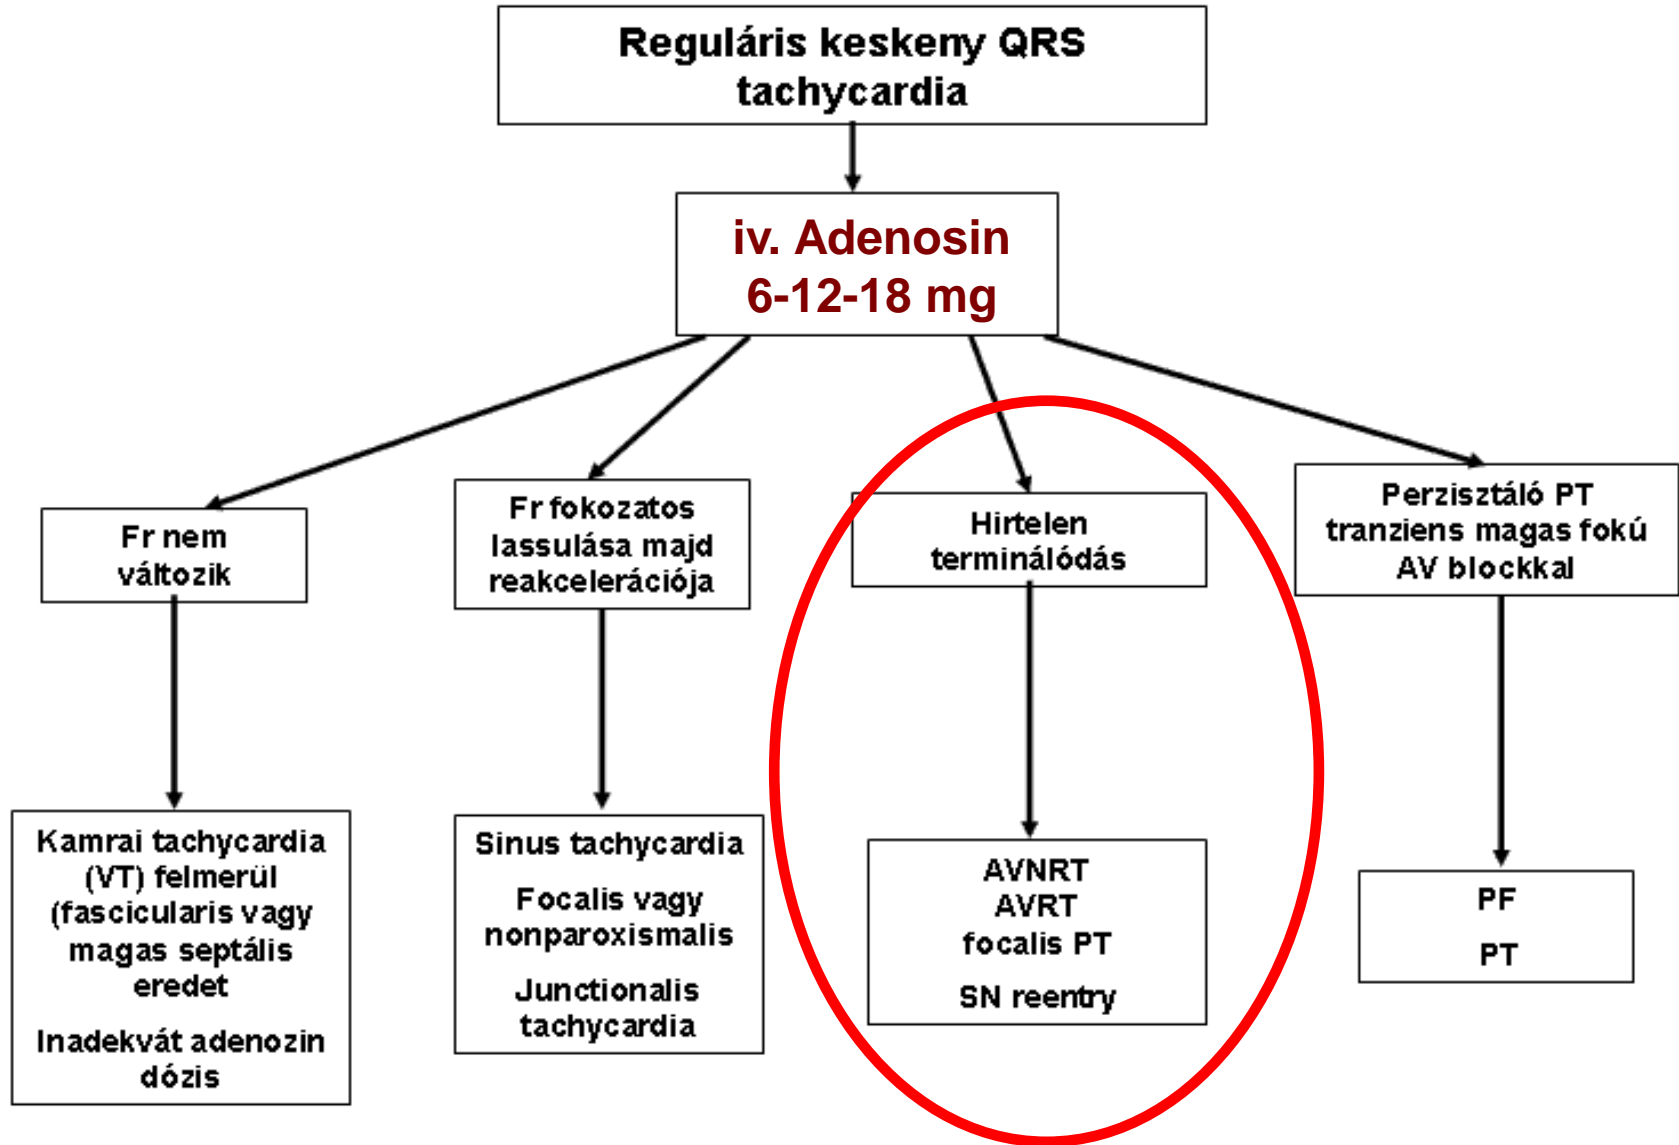 Reguláris keskeny QRS
tachycardia
iv. Adenosin
6-12-18 mg
Fr nem
változik
Fr fokozatos
lassulása majd
reakcelerációja
Hirtelen
terminálódás
Perzisztáló PT
tranziens magas fokú
AV blockkal
Kamrai tachycardia
(VT) felmerül
(fascicularis vagy
magas septális
eredet
Inadekvát adenozin
dózis
Sinus tachycardia
Focalis vagy
nonparoxismalis
Junctionalis
tachycardia
AVNRT
AVRT
focalis PT
SN reentry
PF
PT